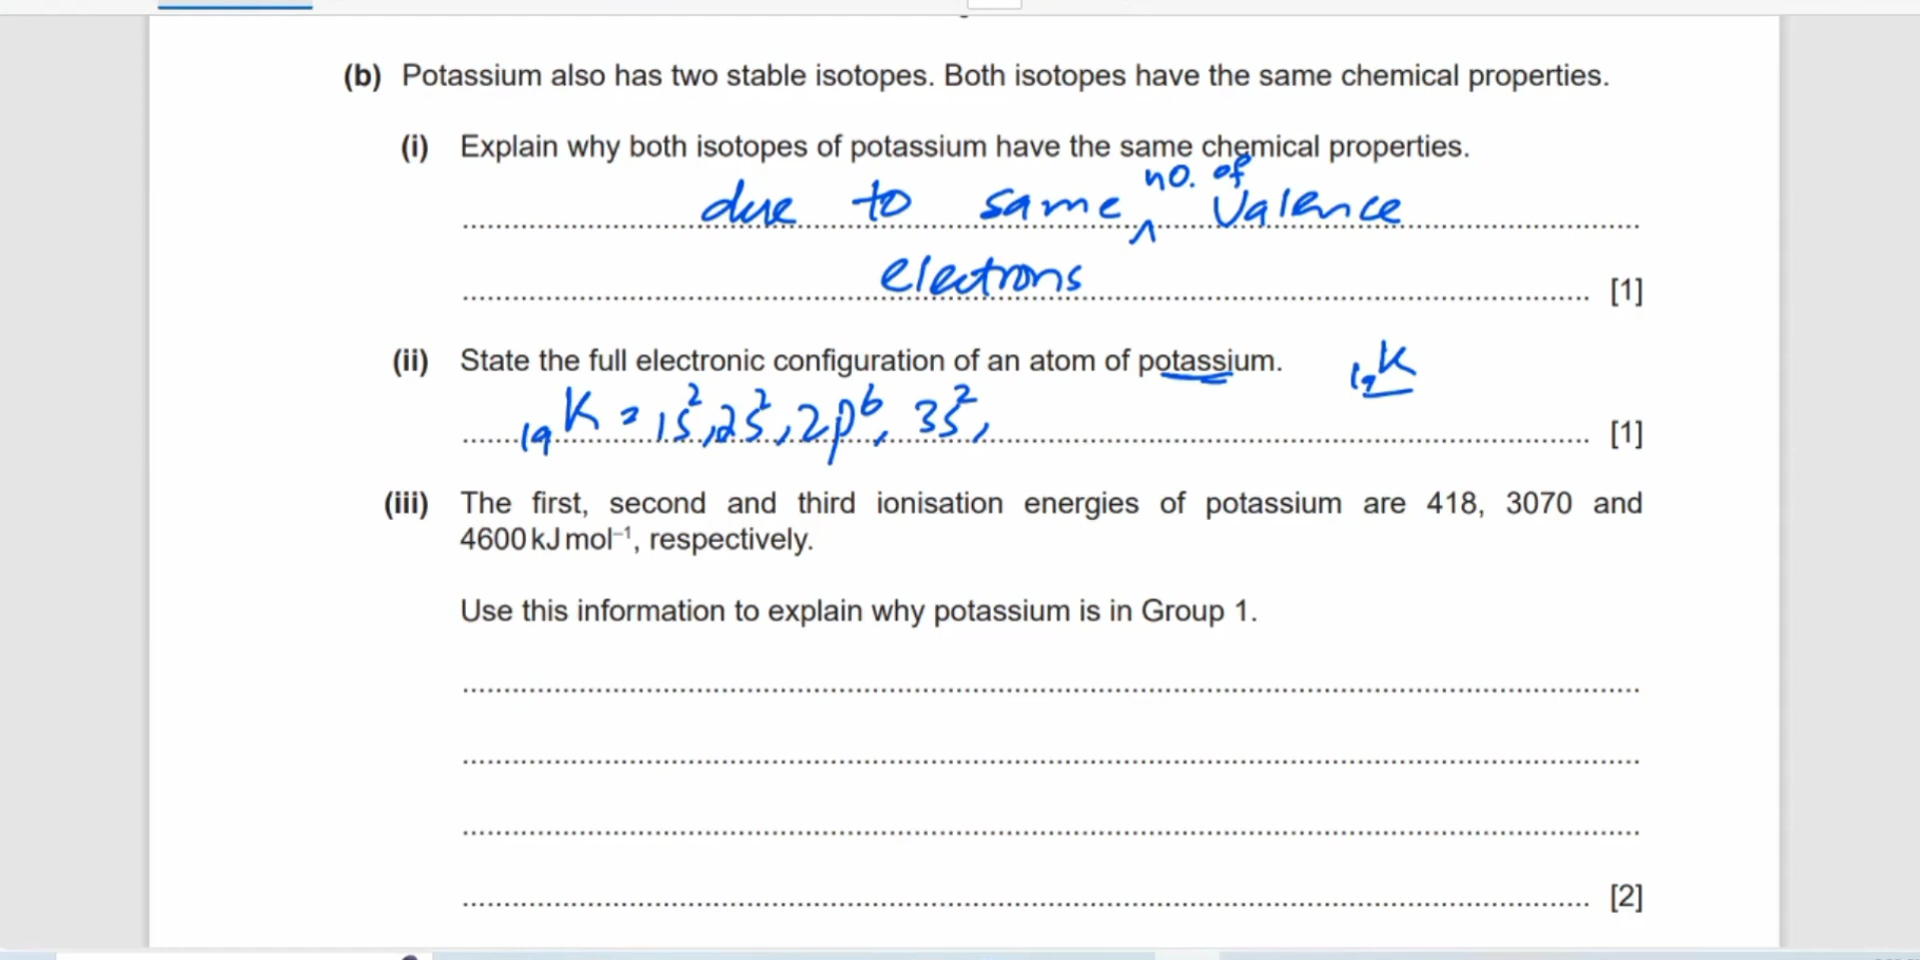 (b) Potassium also has two stable isotopes. Both isotopes have the same chemical properties.
(i) Explain why both isotopes of potassium have the same chemical properties.
due to same ^ no. of valence
electrons [1]
(ii) State the full electronic configuration of an atom of potassium. ₁₉K
₁₉K = 1s², 2s², 2p⁶, 3s², [1]
(iii) The first, second and third ionisation energies of potassium are 418, 3070 and
4600 kJ mol⁻¹, respectively.
Use this information to explain why potassium is in Group 1.
[2]